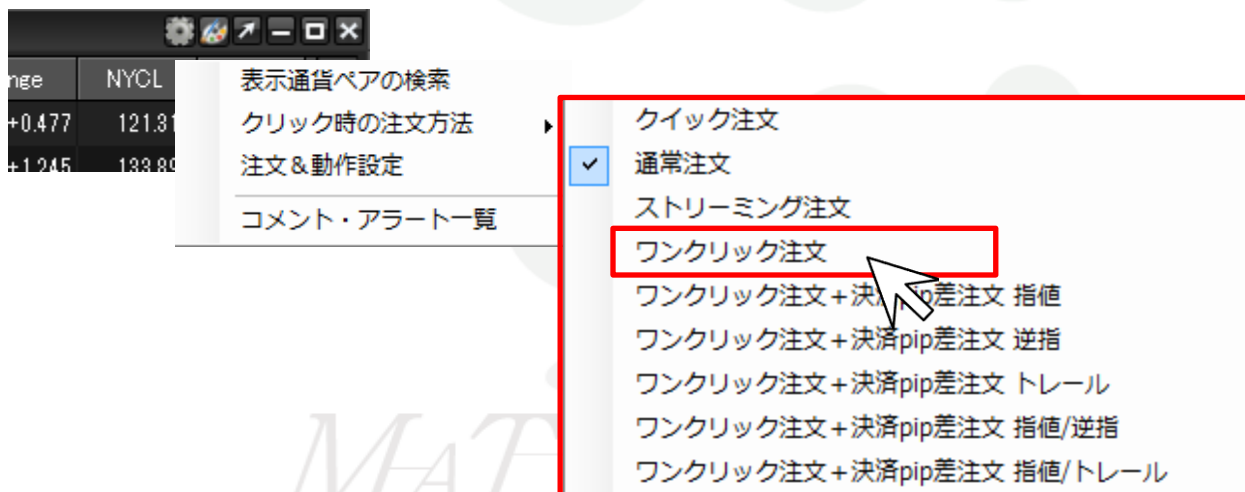 nge NYCL
+0.477 121.31
+1.245 133.89
表示通貨ペアの検索
クリック時の注文方法
注文&動作設定
コメント・アラート一覧
クイック注文
通常注文
ストリーミング注文
ワンクリック注文
ワンクリック注文+決済pip差注文 指値
ワンクリック注文+決済pip差注文 逆指
ワンクリック注文+決済pip差注文 トレール
ワンクリック注文+決済pip差注文 指値/逆指
ワンクリック注文+決済pip差注文 指値/トレール